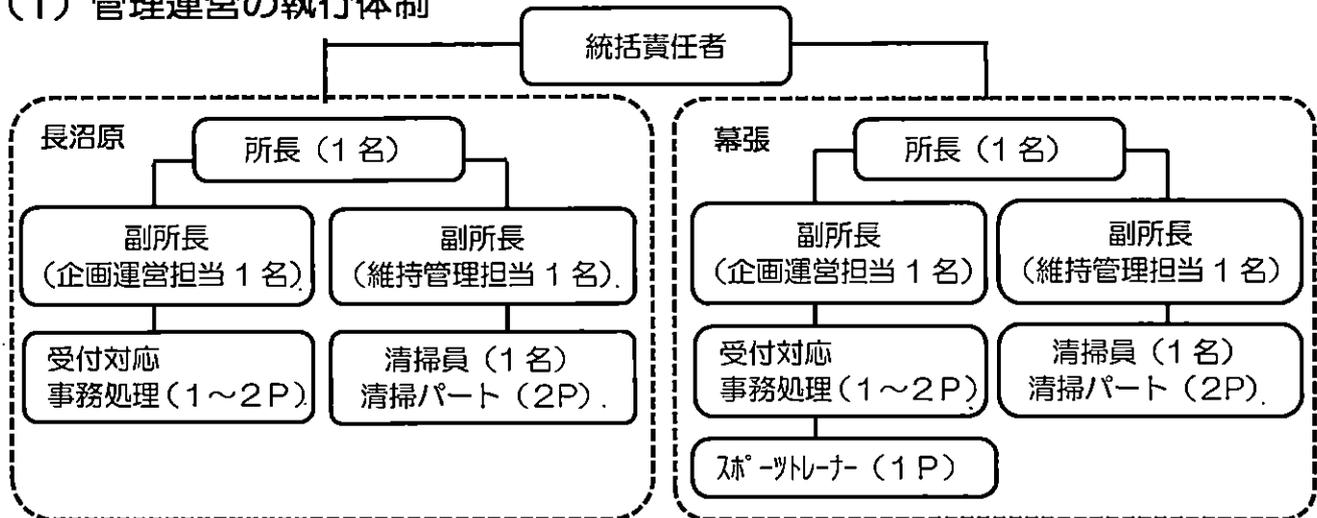 （1）管理運営の執行体制
統括責任者
長沼原
所長（1名）
副所長
（企画運営担当1名）
副所長
（維持管理担当1名）
受付対応
事務処理（1～2P）
清掃員（1名）
清掃パート（2P）
幕張
所長（1名）
副所長
（企画運営担当1名）
副所長
（維持管理担当1名）
受付対応
事務処理（1～2P）
清掃員（1名）
清掃パート（2P）
ｽﾎﾟｰﾂﾄﾚｰﾅｰ（1P）